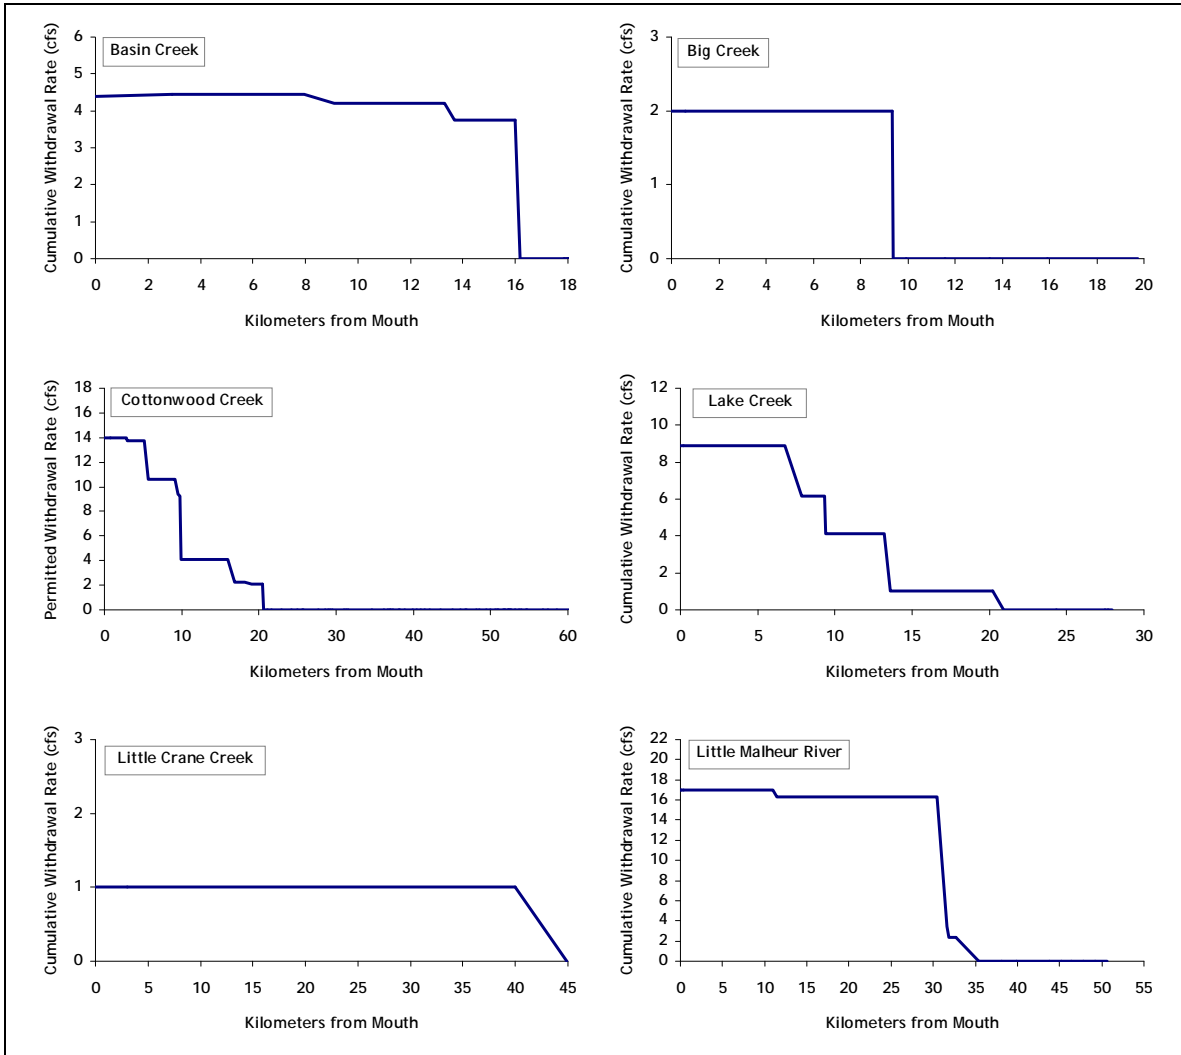 Cumulative Withdrawal Rate (cfs)
6
5
4
3
2
1
0
Basin Creek
0 2 4 6 8 10 12 14 16 18
Kilometers from Mouth
Cumulative Withdrawal Rate (cfs)
3
2
1
0
Big Creek
0 2 4 6 8 10 12 14 16 18 20
Kilometers from Mouth
Permitted Withdrawal Rate (cfs)
18
16
14
12
10
8
6
4
2
0
Cottonwood Creek
0 10 20 30 40 50 60
Kilometers from Mouth
Cumulative Withdrawal Rate (cfs)
12
10
8
6
4
2
0
Lake Creek
0 5 10 15 20 25 30
Kilometers from Mouth
Cumulative Withdrawal Rate (cfs)
3
2
1
0
Little Crane Creek
0 5 10 15 20 25 30 35 40 45
Kilometers from Mouth
Cumulative Withdrawal Rate (cfs)
22
20
18
16
14
12
10
8
6
4
2
0
Little Malheur River
0 5 10 15 20 25 30 35 40 45 50 55
Kilometers from Mouth